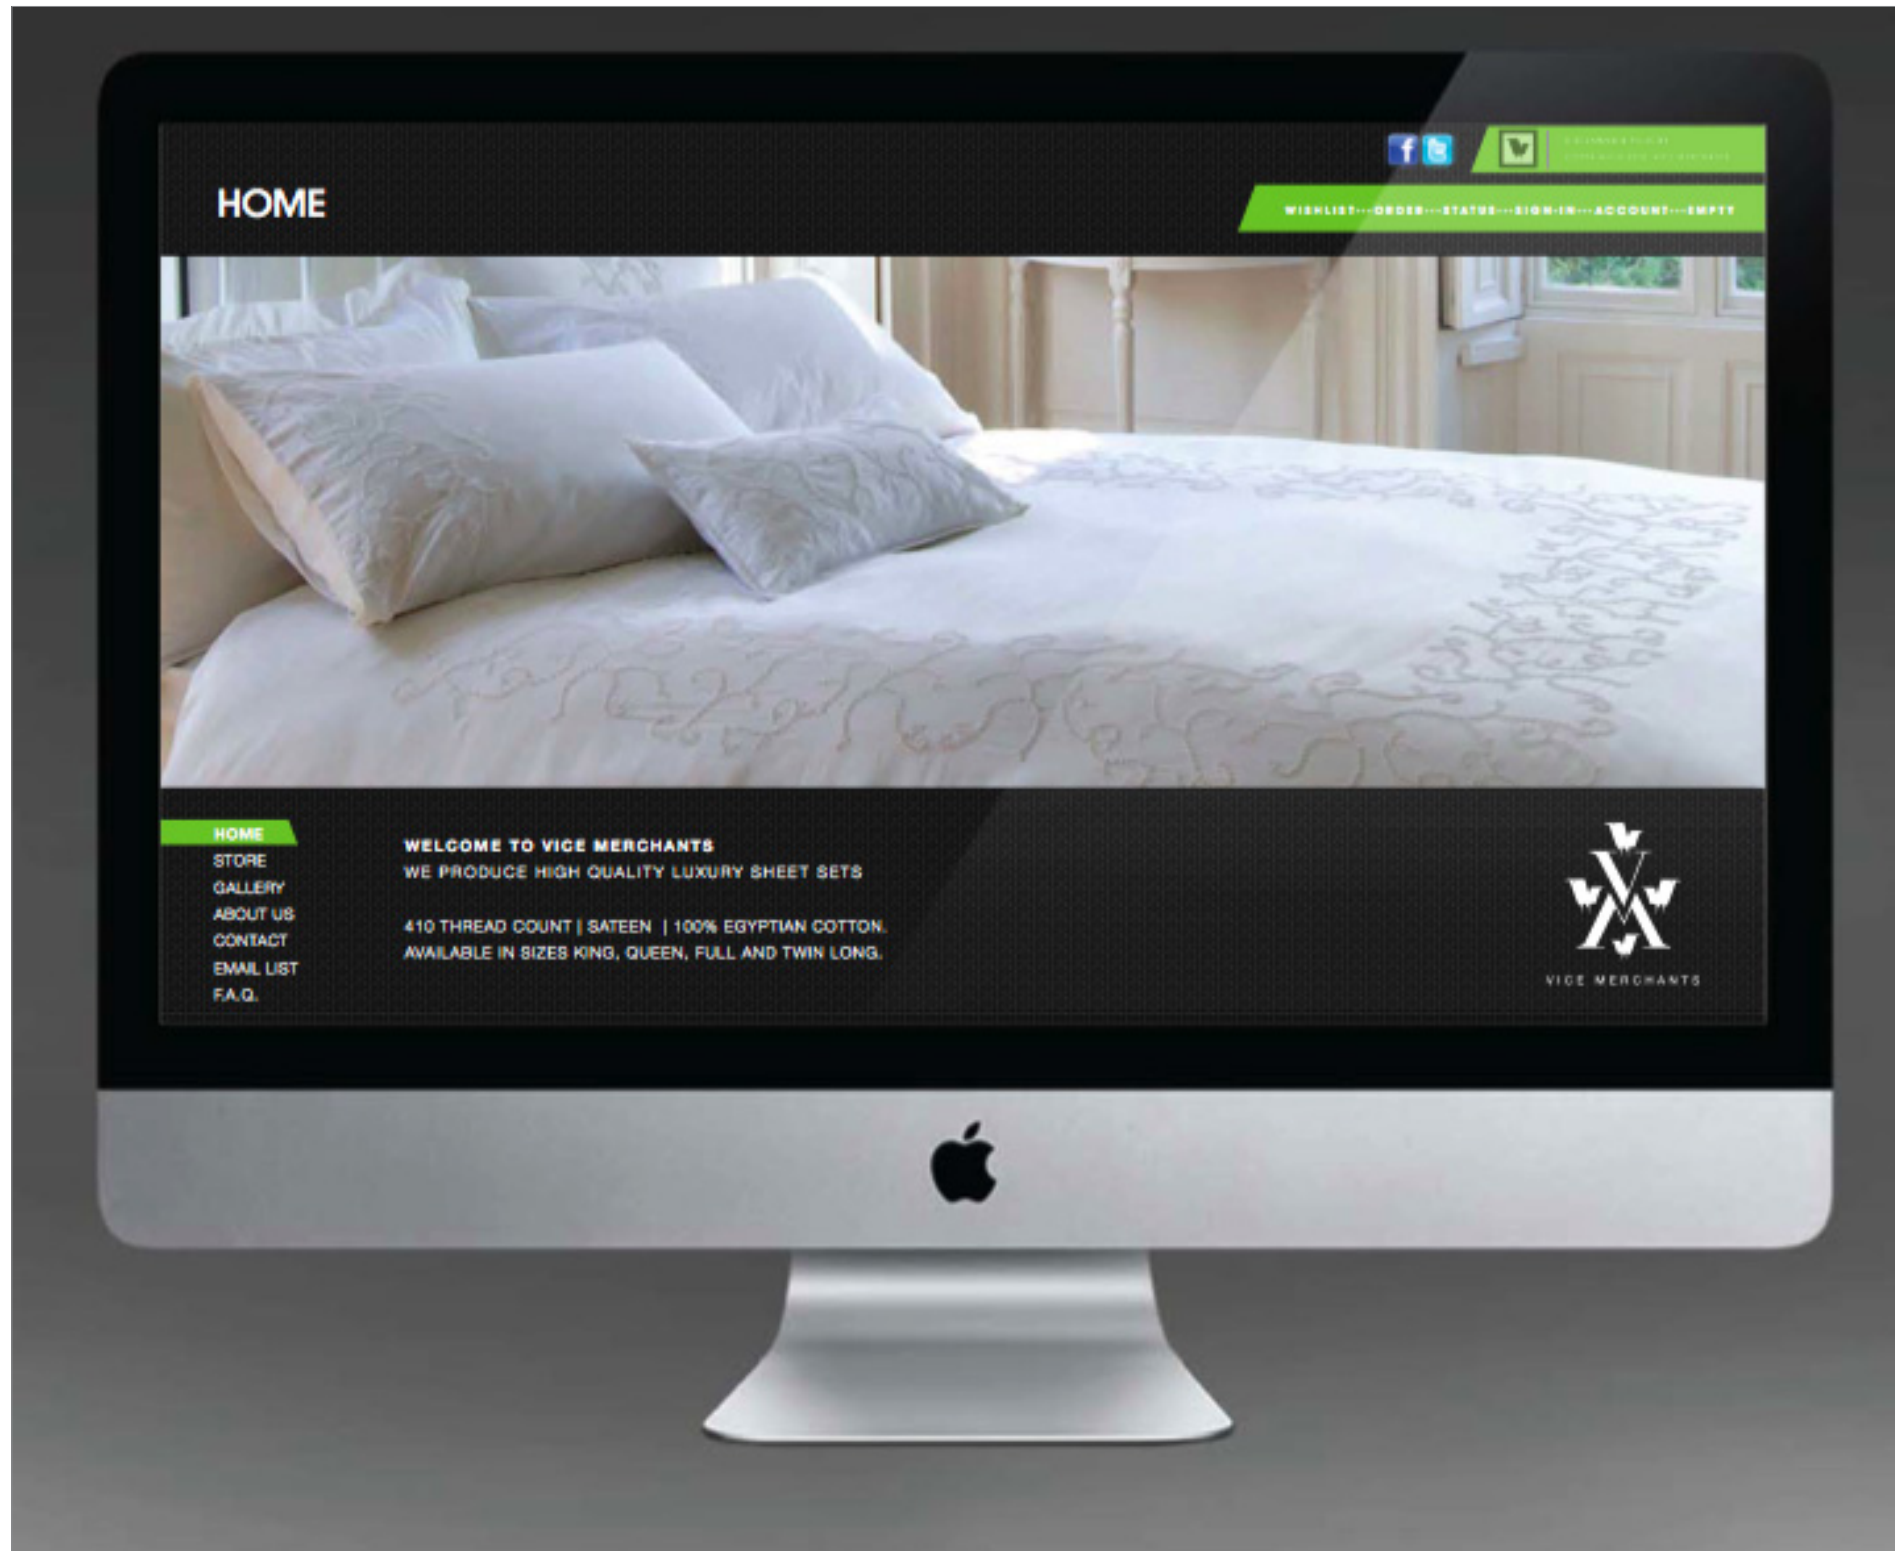 HOME
WISHLIST---ORDER---STATUS---SIGN-IN---ACCOUNT---EMPTY
HOME
STORE
GALLERY
ABOUT US
CONTACT
EMAIL LIST
F.A.Q.
WELCOME TO VICE MERCHANTS
WE PRODUCE HIGH QUALITY LUXURY SHEET SETS
410 THREAD COUNT | SATEEN | 100% EGYPTIAN COTTON.
AVAILABLE IN SIZES KING, QUEEN, FULL AND TWIN LONG.
VICE MERCHANTS